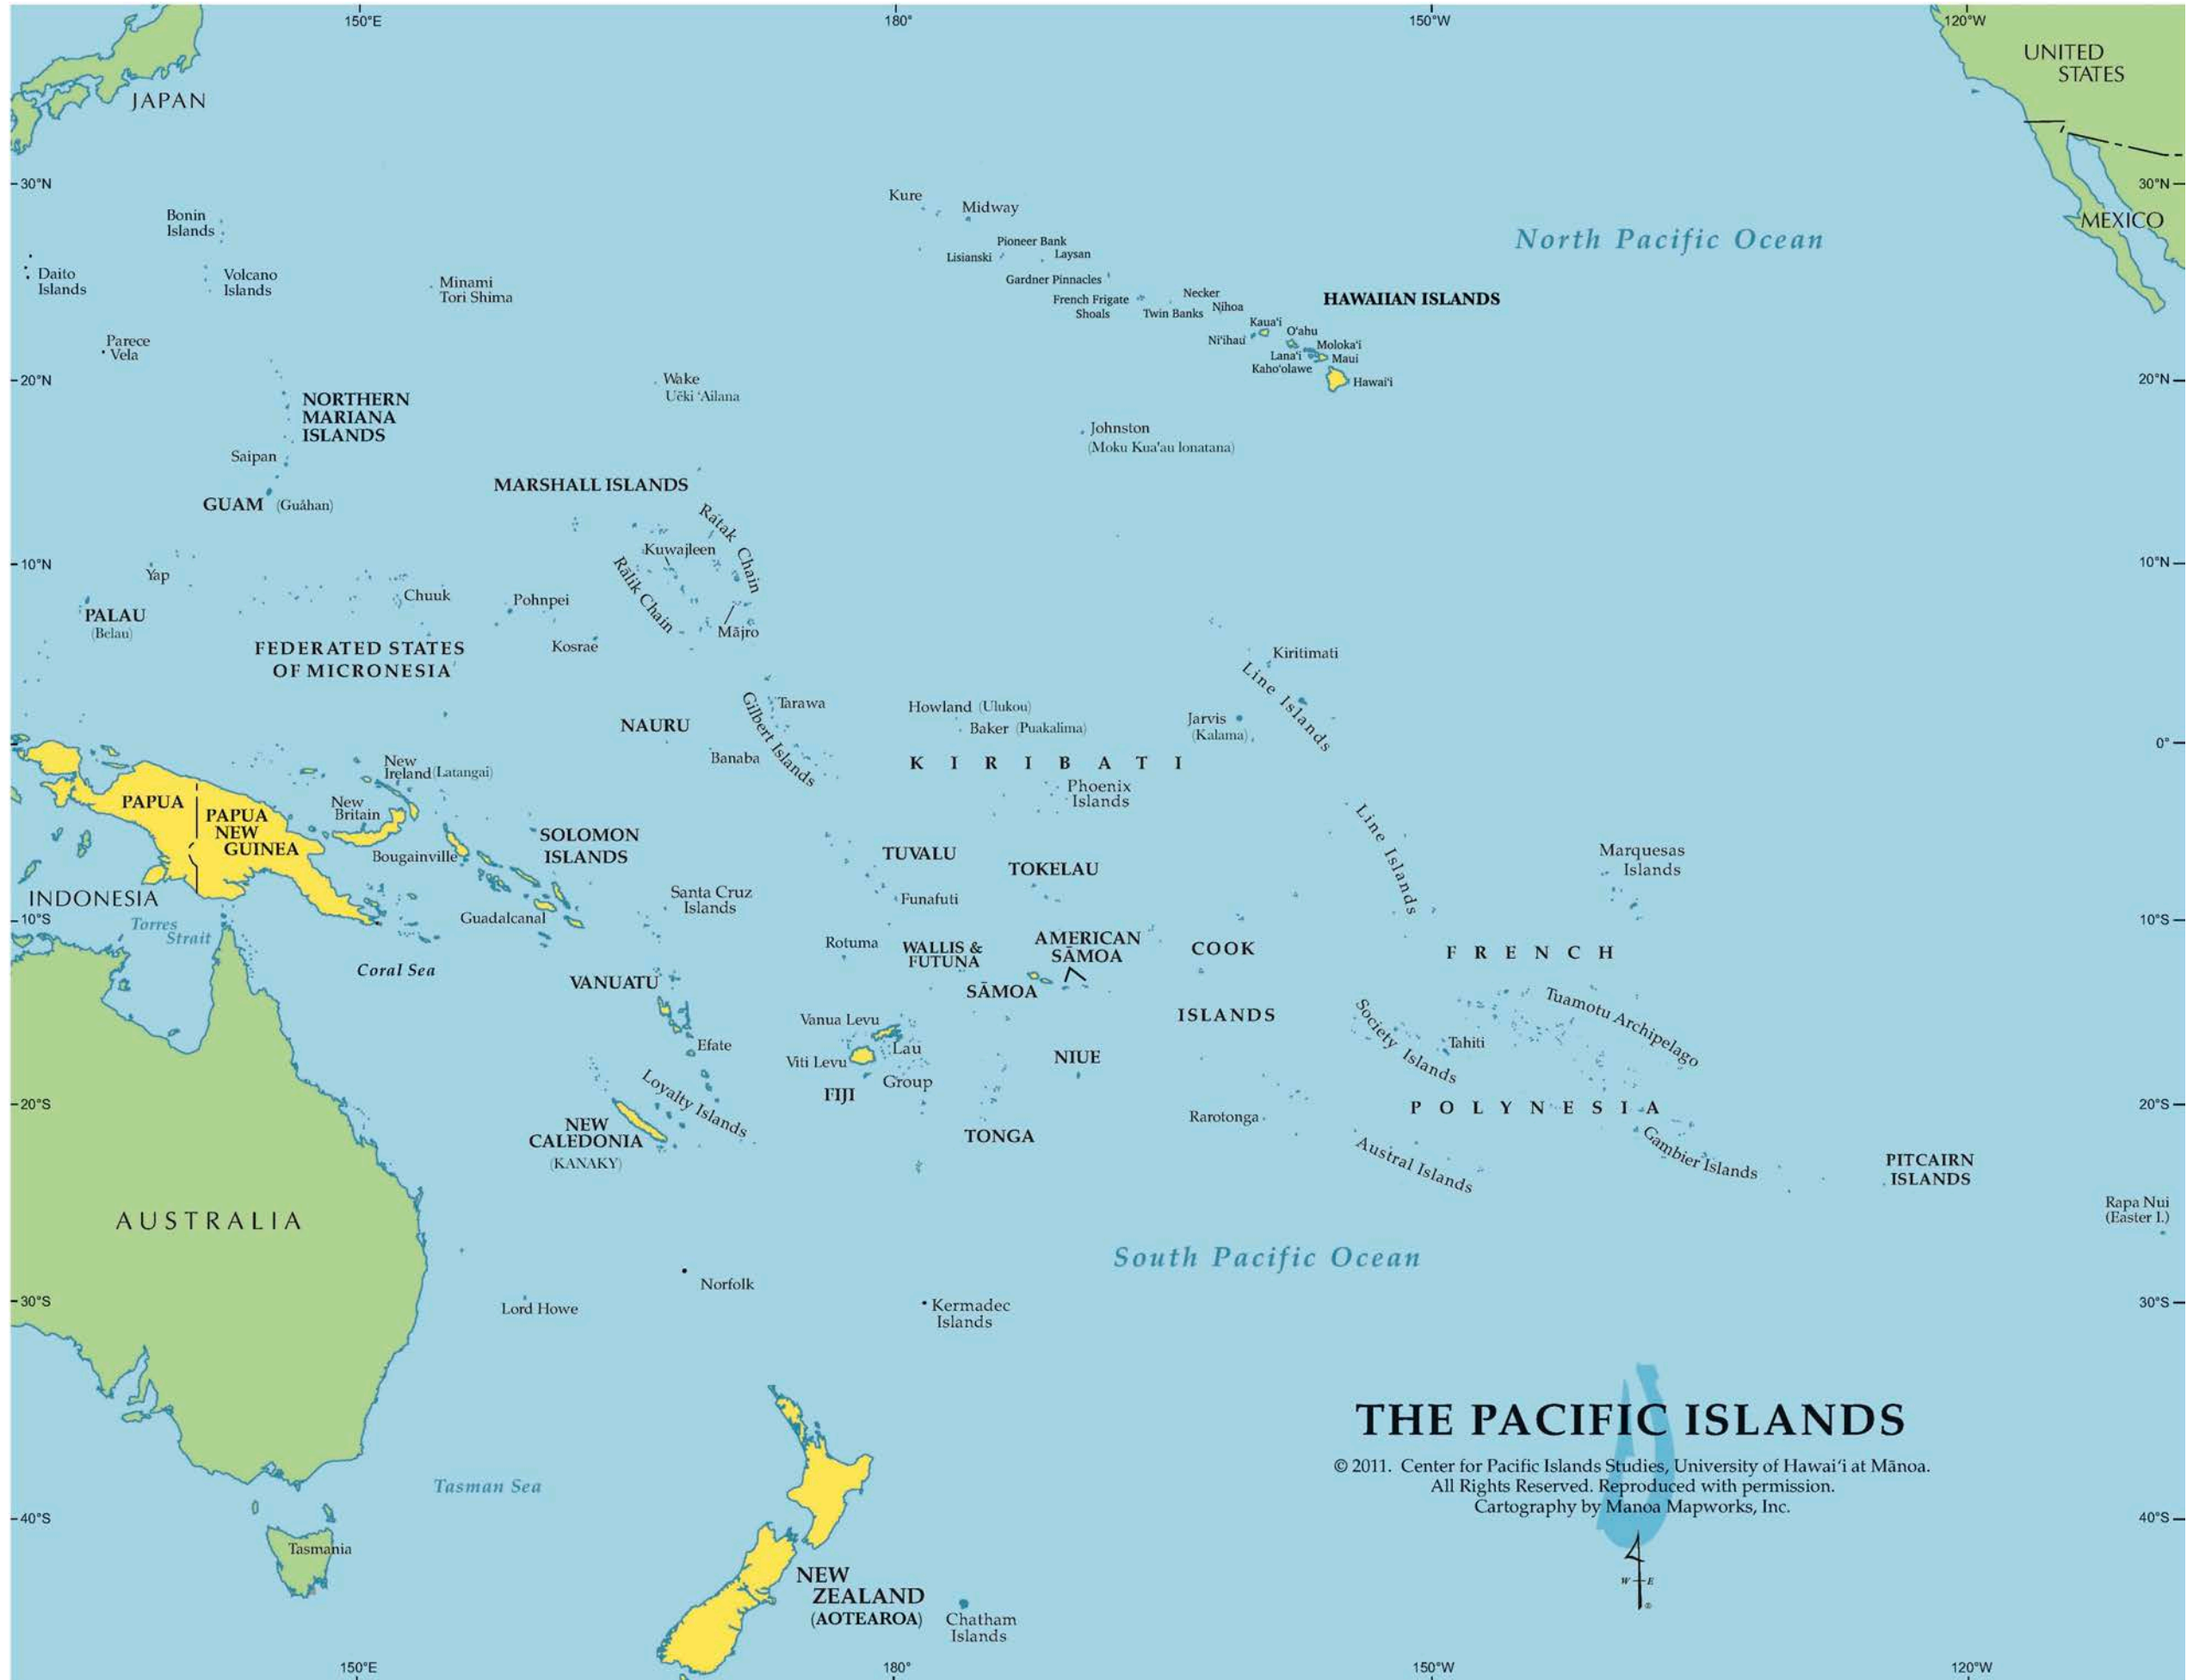 150°E
180°
150°W
120°W
UNITED
STATES
JAPAN
30°N
30°N
MEXICO
Kure
Midway
Bonin
Islands
North Pacific Ocean
Pioneer Bank
Lisianski
Laysan
Daito
Islands
Volcano
Islands
Minami
Tori Shima
Gardner Pinnacles
French Frigate
Shoals
Necker
Twin Banks
Nihoa
HAWAIIAN ISLANDS
Kaua'i
O'ahu
Ni'ihau
Moloka'i
Lana'i
Maui
Kaho'olawe
Hawai'i
Parece
Vela
20°N
20°N
Wake
NORTHERN
MARIANA
ISLANDS
Johnston
(Moku Kua'au Ionatana)
Saipan
MARSHALL ISLANDS
GUAM (Guåhan)
Ratak Chain
Kuwajleen
Rālik Chain
10°N
10°N
Yap
Chuuk
Pohnpei
PALAU
(Belau)
Mājro
FEDERATED STATES
OF MICRONESIA
Kosrae
Kiritimati
Line Islands
Tarawa
Gilbert Islands
Howland (Ulukou)
Baker (Puakalima)
Jarvis
(Kalama)
NAURU
0°
Banaba
KIRIBATI
New
Ireland (Latangai)
Phoenix
Islands
PAPUA
PAPUA
NEW
GUINEA
New
Britain
Line Islands
SOLOMON
ISLANDS
Bougainville
TUVALU
TOKELAU
Marquesas
Islands
INDONESIA
Santa Cruz
Islands
Funafuti
10°S
10°S
Guadalcanal
Torres
Strait
Rotuma
WALLIS &
FUTUNA
AMERICAN
SĀMOA
COOK
FRENCH
Coral Sea
VANUATU
SĀMOA
ISLANDS
Tuamotu Archipelago
Society Islands
Vanua Levu
Tahiti
Efate
Lau
Group
Viti Levu
NIUE
FIJI
Loyalty Islands
20°S
20°S
POLYNESIA
Rarotonga
NEW
CALEDONIA
(KANAKY)
TONGA
Gambier Islands
Austral Islands
PITCAIRN
ISLANDS
Rapa Nui
(Easter I.)
AUSTRALIA
South Pacific Ocean
Norfolk
30°S
30°S
Lord Howe
Kermadec
Islands
THE PACIFIC ISLANDS
© 2011. Center for Pacific Islands Studies, University of Hawai'i at Mānoa.
All Rights Reserved. Reproduced with permission.
Cartography by Manoa Mapworks, Inc.
Tasman Sea
40°S
40°S
Tasmania
W E
NEW
ZEALAND
(AOTEAROA)
Chatham
Islands
150°E
180°
150°W
120°W